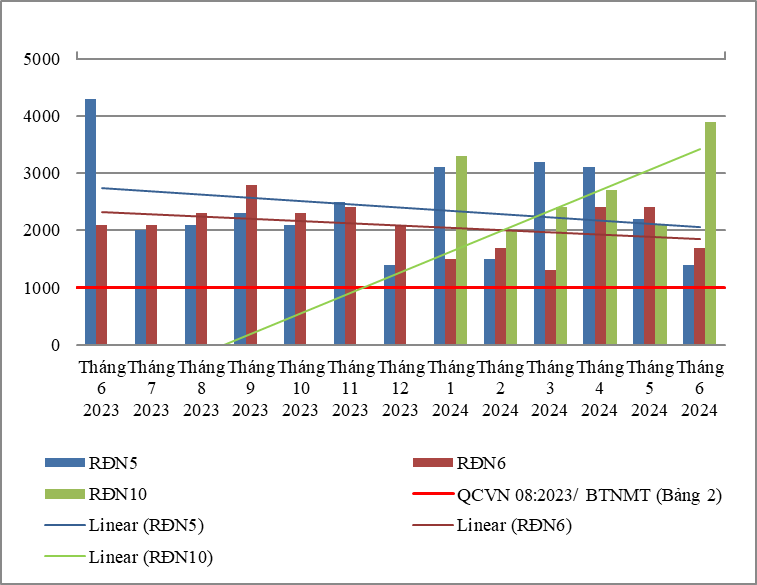 5000
4000
3000
2000
1000
0
Tháng Tháng Tháng Tháng Tháng Tháng Tháng Tháng Tháng Tháng Tháng Tháng Tháng
6 7 8 9 10 11 12 1 2 3 4 5 6
2023 2023 2023 2023 2023 2023 2023 2024 2024 2024 2024 2024 2024
RĐN5 RĐN6
RĐN10 QCVN 08:2023/ BTNMT (Bảng 2)
Linear (RĐN5) Linear (RĐN6)
Linear (RĐN10)